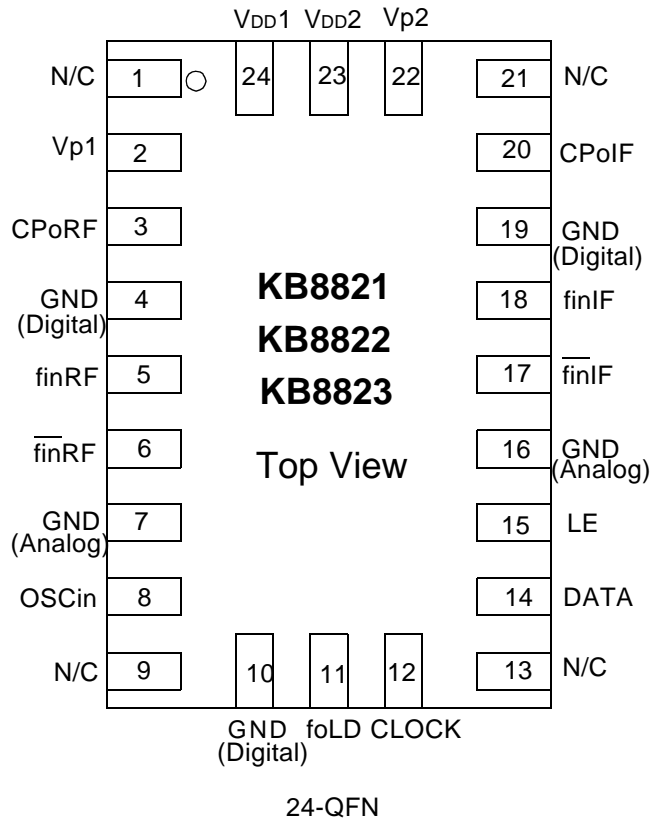 VDD1 VDD2 Vp2
N/C 1 24 23 22 21 N/C
Vp1 2 20 CPoIF
CPoRF 3 19 GND
(Digital)
GND 4 KB8821 18 finIF
(Digital)
KB8822
finRF 5 KB8823 17 f̅i̅n̅IF
f̅i̅n̅RF 6 Top View 16 GND
(Analog)
GND 7 15 LE
(Analog)
OSCin 8 14 DATA
N/C 9 10 11 12 13 N/C
GND foLD CLOCK
(Digital)
24-QFN